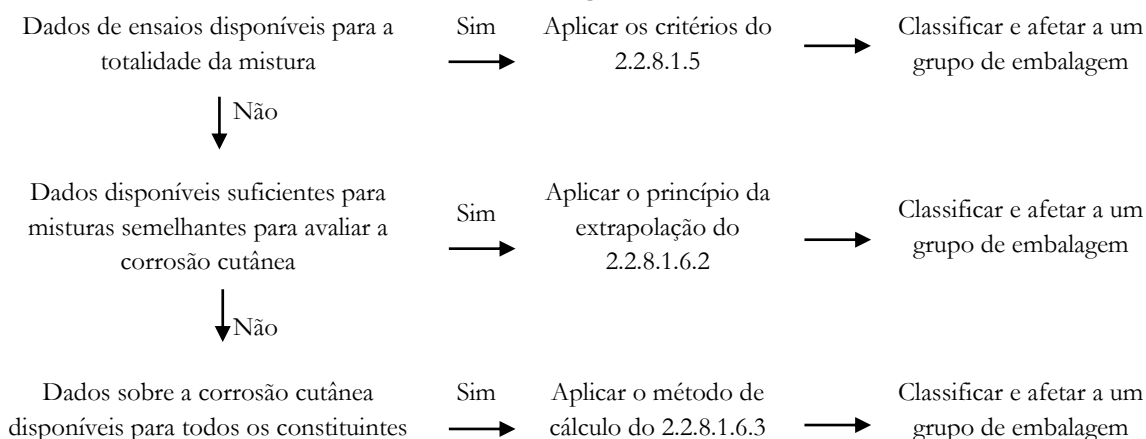 Dados de ensaios disponíveis para a
totalidade da mistura
Sim
Aplicar os critérios do
2.2.8.1.5
Classificar e afetar a um
grupo de embalagem
Não
Dados disponíveis suficientes para
misturas semelhantes para avaliar a
corrosão cutânea
Sim
Aplicar o princípio da
extrapolação do
2.2.8.1.6.2
Classificar e afetar a um
grupo de embalagem
Não
Dados sobre a corrosão cutânea
disponíveis para todos os constituintes
Sim
Aplicar o método de
cálculo do 2.2.8.1.6.3
Classificar e afetar a um
grupo de embalagem